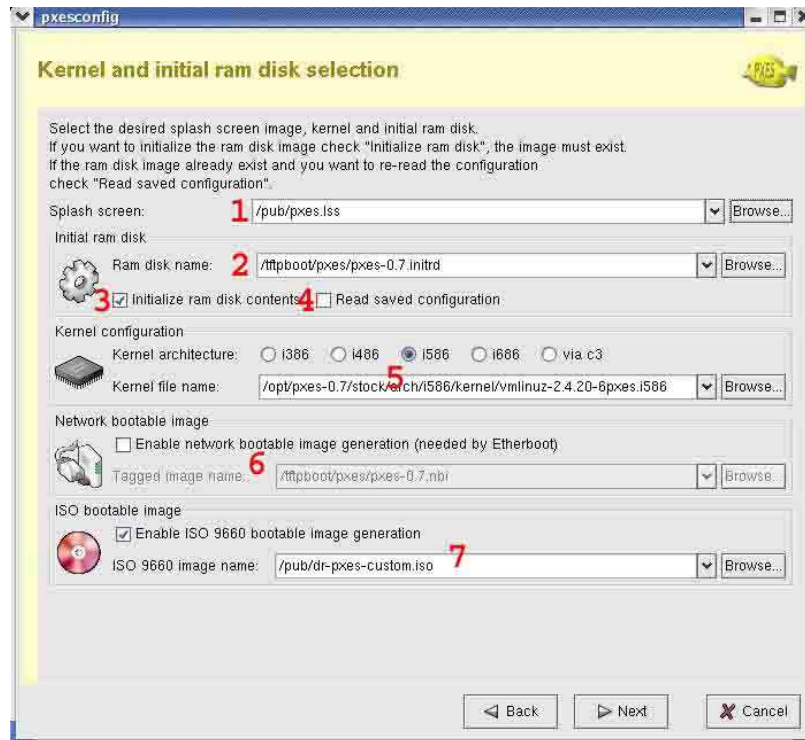 pxesconfig
Kernel and initial ram disk selection
PXES
Select the desired splash screen image, kernel and initial ram disk.
If you want to initialize the ram disk image check "Initialize ram disk", the image must exist.
If the ram disk image already exist and you want to re-read the configuration
check "Read saved configuration".
Splash screen: 1 /pub/pxes.lss Browse...
Initial ram disk
Ram disk name: 2 /tftpboot/pxes/pxes-0.7.initrd Browse...
3 Initialize ram disk contents 4 Read saved configuration
Kernel configuration
Kernel architecture: i386 i486 i586 i686 via c3
5
Kernel file name: /opt/pxes-0.7/stock/arch/i586/kernel/vmlinuz-2.4.20-6pxes.i586 Browse...
Network bootable image
Enable network bootable image generation (needed by Etherboot)
Tagged image name: 6 /tftpboot/pxes/pxes-0.7.nbi Browse...
ISO bootable image
Enable ISO 9660 bootable image generation
ISO 9660 image name: /pub/dr-pxes-custom.iso 7 Browse...
Back Next Cancel